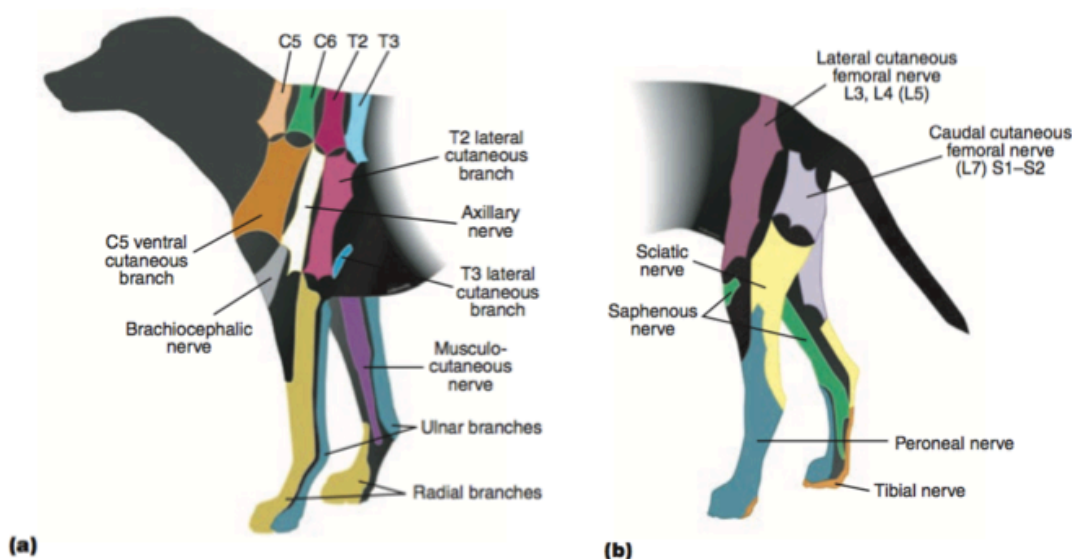 C5 C6 T2 T3
T2 lateral
cutaneous
branch
Axillary
nerve
C5 ventral
cutaneous
branch
T3 lateral
cutaneous
branch
Brachiocephalic
nerve
Musculo-
cutaneous
nerve
Ulnar branches
Radial branches
(a)
Lateral cutaneous
femoral nerve
L3, L4 (L5)
Caudal cutaneous
femoral nerve
(L7) S1–S2
Sciatic
nerve
Saphenous
nerve
Peroneal nerve
Tibial nerve
(b)